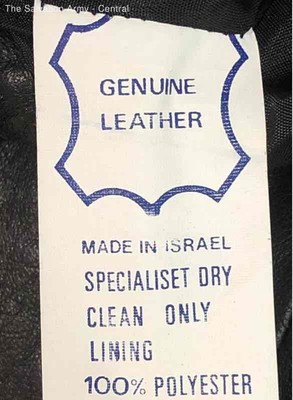 The Salvation Army - Central
GENUINE
LEATHER
MADE IN ISRAEL
SPECIALISET DRY
CLEAN ONLY
LINING
100% POLYESTER